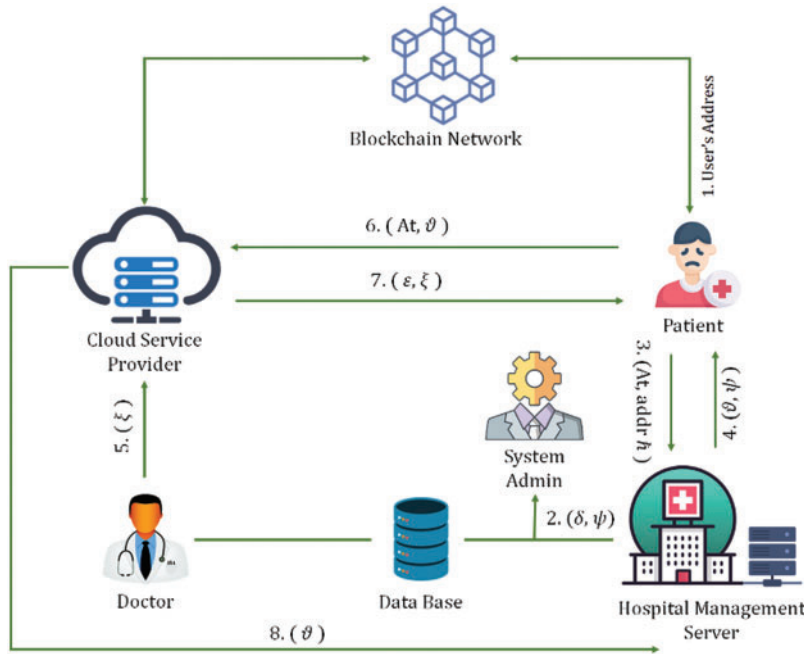 Blockchain Network
1. User's Address
6. ( At, ϑ )
7. ( ε, ξ )
Cloud Service
Provider
Patient
3. (At, addr ℏ )
4. (ϑ, ψ)
5. ( ξ )
System
Admin
2. (δ, ψ)
Doctor
Data Base
Hospital Management
Server
8. ( ϑ )